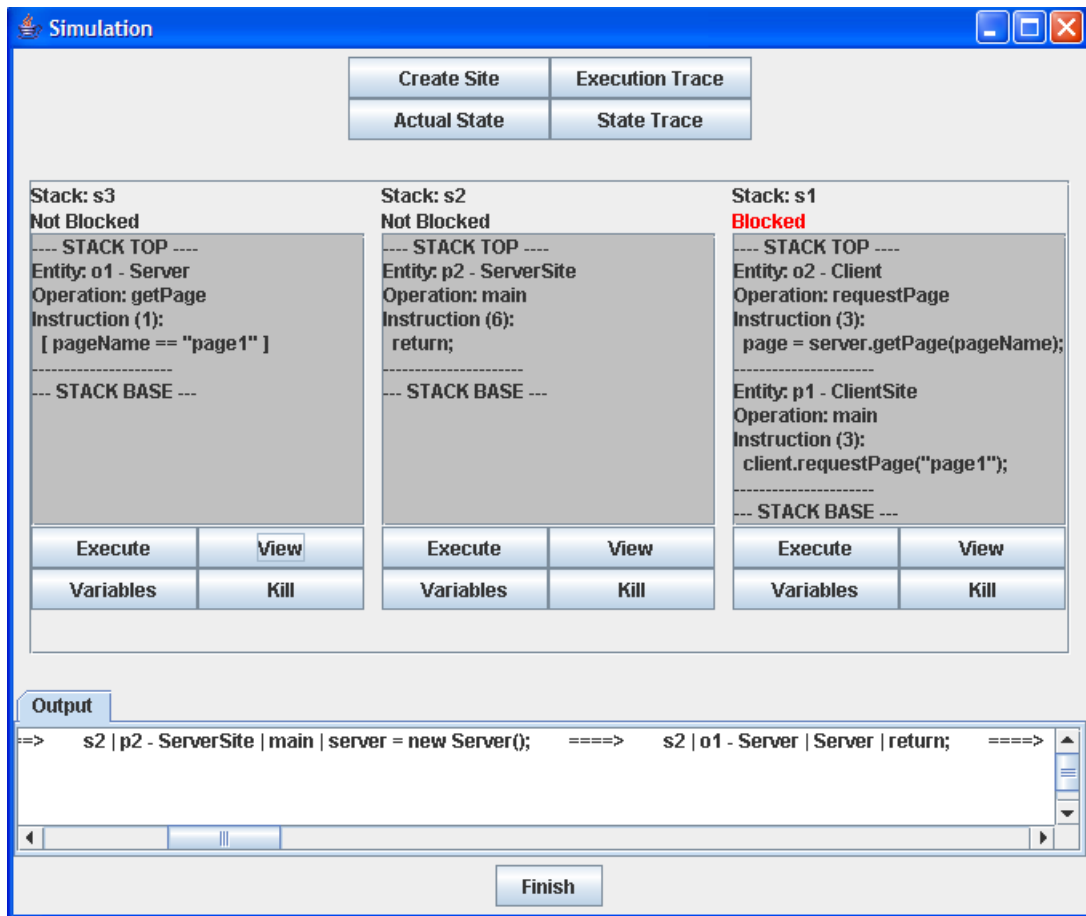 Simulation
Create Site Execution Trace
Actual State State Trace
Stack: s3
Not Blocked
---- STACK TOP ----
Entity: o1 - Server
Operation: getPage
Instruction (1):
[ pageName == "page1" ]
----------------------
--- STACK BASE ---
Execute View
Variables Kill
Stack: s2
Not Blocked
---- STACK TOP ----
Entity: p2 - ServerSite
Operation: main
Instruction (6):
return;
----------------------
--- STACK BASE ---
Execute View
Variables Kill
Stack: s1
Blocked
---- STACK TOP ----
Entity: o2 - Client
Operation: requestPage
Instruction (3):
page = server.getPage(pageName);
----------------------
Entity: p1 - ClientSite
Operation: main
Instruction (3):
client.requestPage("page1");
----------------------
--- STACK BASE ---
Execute View
Variables Kill
Output
=> s2 | p2 - ServerSite | main | server = new Server(); ====> s2 | o1 - Server | Server | return; ====>
Finish